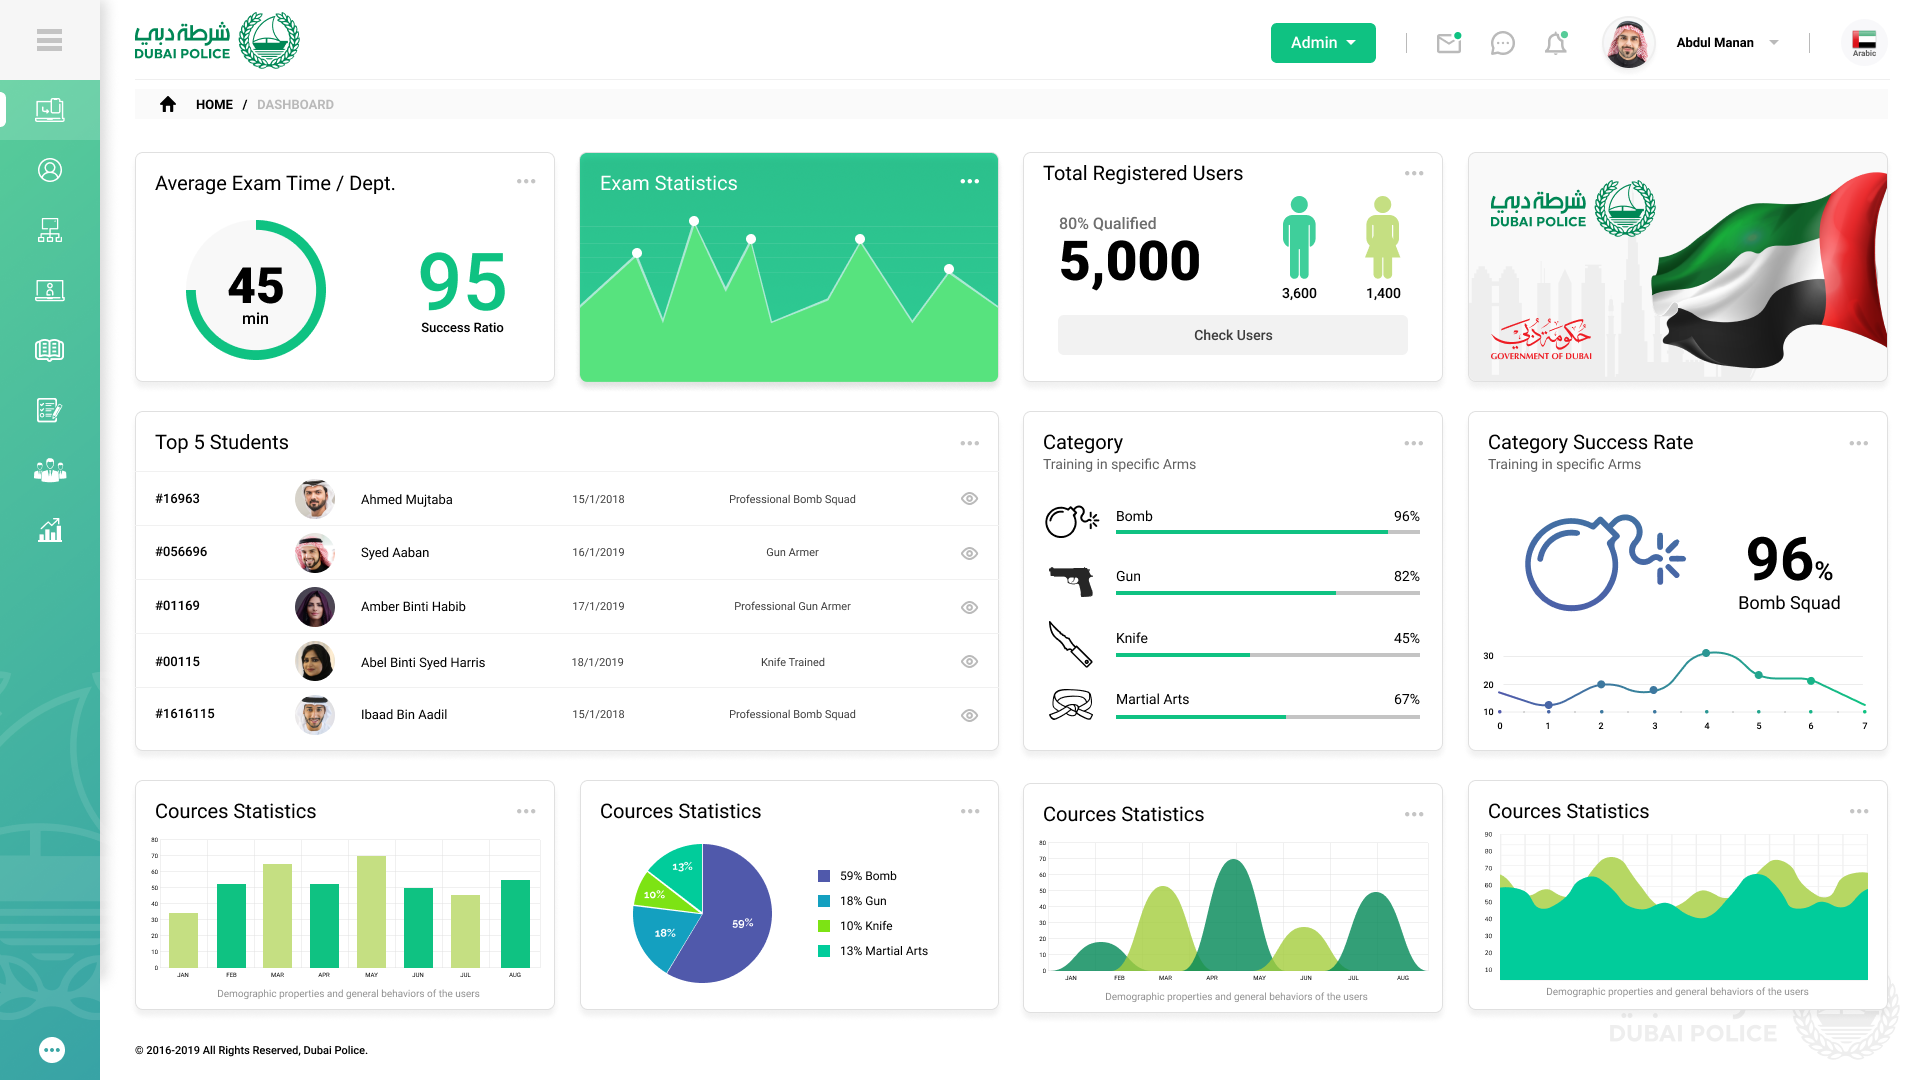 شرطة دبي
DUBAI POLICE
Admin
Abdul Manan
Arabic
HOME / DASHBOARD
Average Exam Time / Dept.
45
min
95
Success Ratio
Exam Statistics
Total Registered Users
80% Qualified
5,000
3,600
1,400
Check Users
شرطة دبي
DUBAI POLICE
حكومة دبي
GOVERNMENT OF DUBAI
Top 5 Students
#16963 Ahmed Mujtaba 15/1/2018 Professional Bomb Squad
#056696 Syed Aaban 16/1/2019 Gun Armer
#01169 Amber Binti Habib 17/1/2019 Professional Gun Armer
#00115 Abel Binti Syed Harris 18/1/2019 Knife Trained
#1616115 Ibaad Bin Aadil 15/1/2018 Professional Bomb Squad
Category
Training in specific Arms
Bomb 96%
Gun 82%
Knife 45%
Martial Arts 67%
Category Success Rate
Training in specific Arms
96%
Bomb Squad
30
20
10
0 1 2 3 4 5 6 7
Cources Statistics
80
70
60
50
40
30
20
10
0
JAN FEB MAR APR MAY JUN JUL AUG
Demographic properties and general behaviors of the users
Cources Statistics
13%
10%
18%
59%
59% Bomb
18% Gun
10% Knife
13% Martial Arts
Cources Statistics
80
70
60
50
40
30
20
10
0
JAN FEB MAR APR MAY JUN JUL AUG
Demographic properties and general behaviors of the users
Cources Statistics
90
80
70
60
50
40
30
20
10
Demographic properties and general behaviors of the users
DUBAI POLICE
© 2016-2019 All Rights Reserved, Dubai Police.